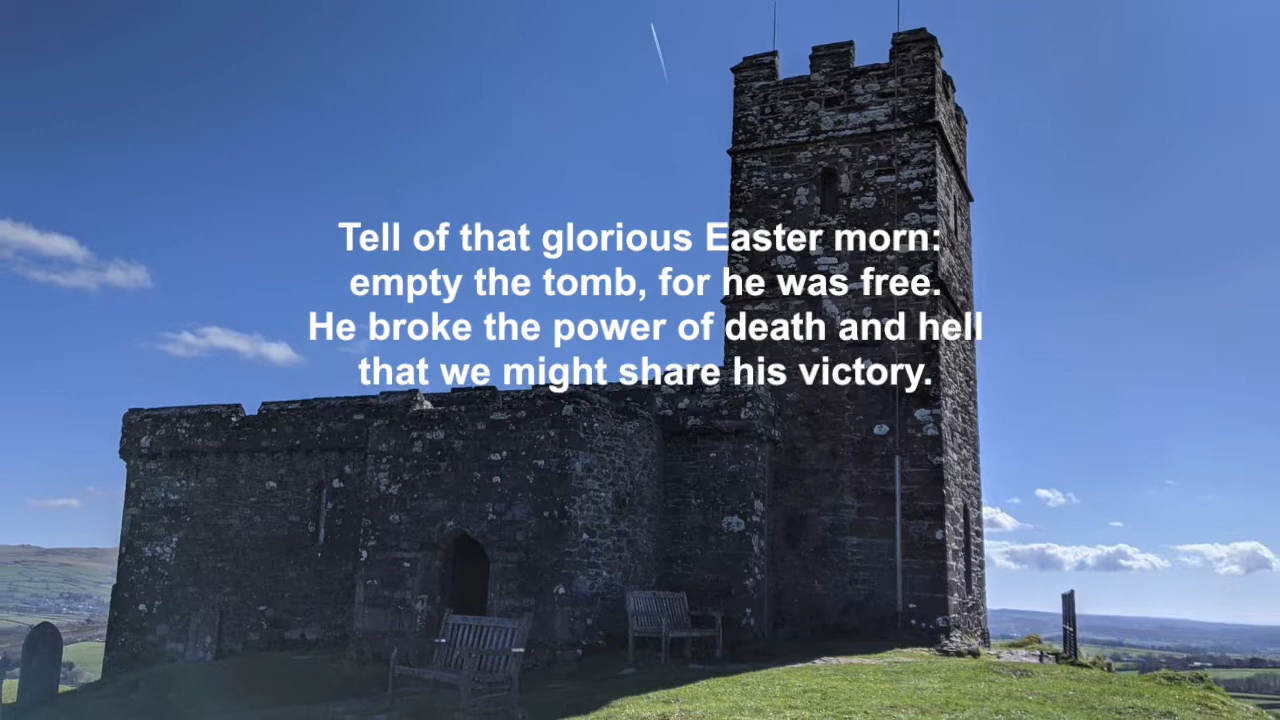 Tell of that glorious Easter morn:
empty the tomb, for he was free.
He broke the power of death and hell
that we might share his victory.